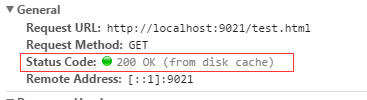 ▼ General
Request URL: http://localhost:9021/test.html
Request Method: GET
Status Code: 200 OK (from disk cache)
Remote Address: [::1]:9021